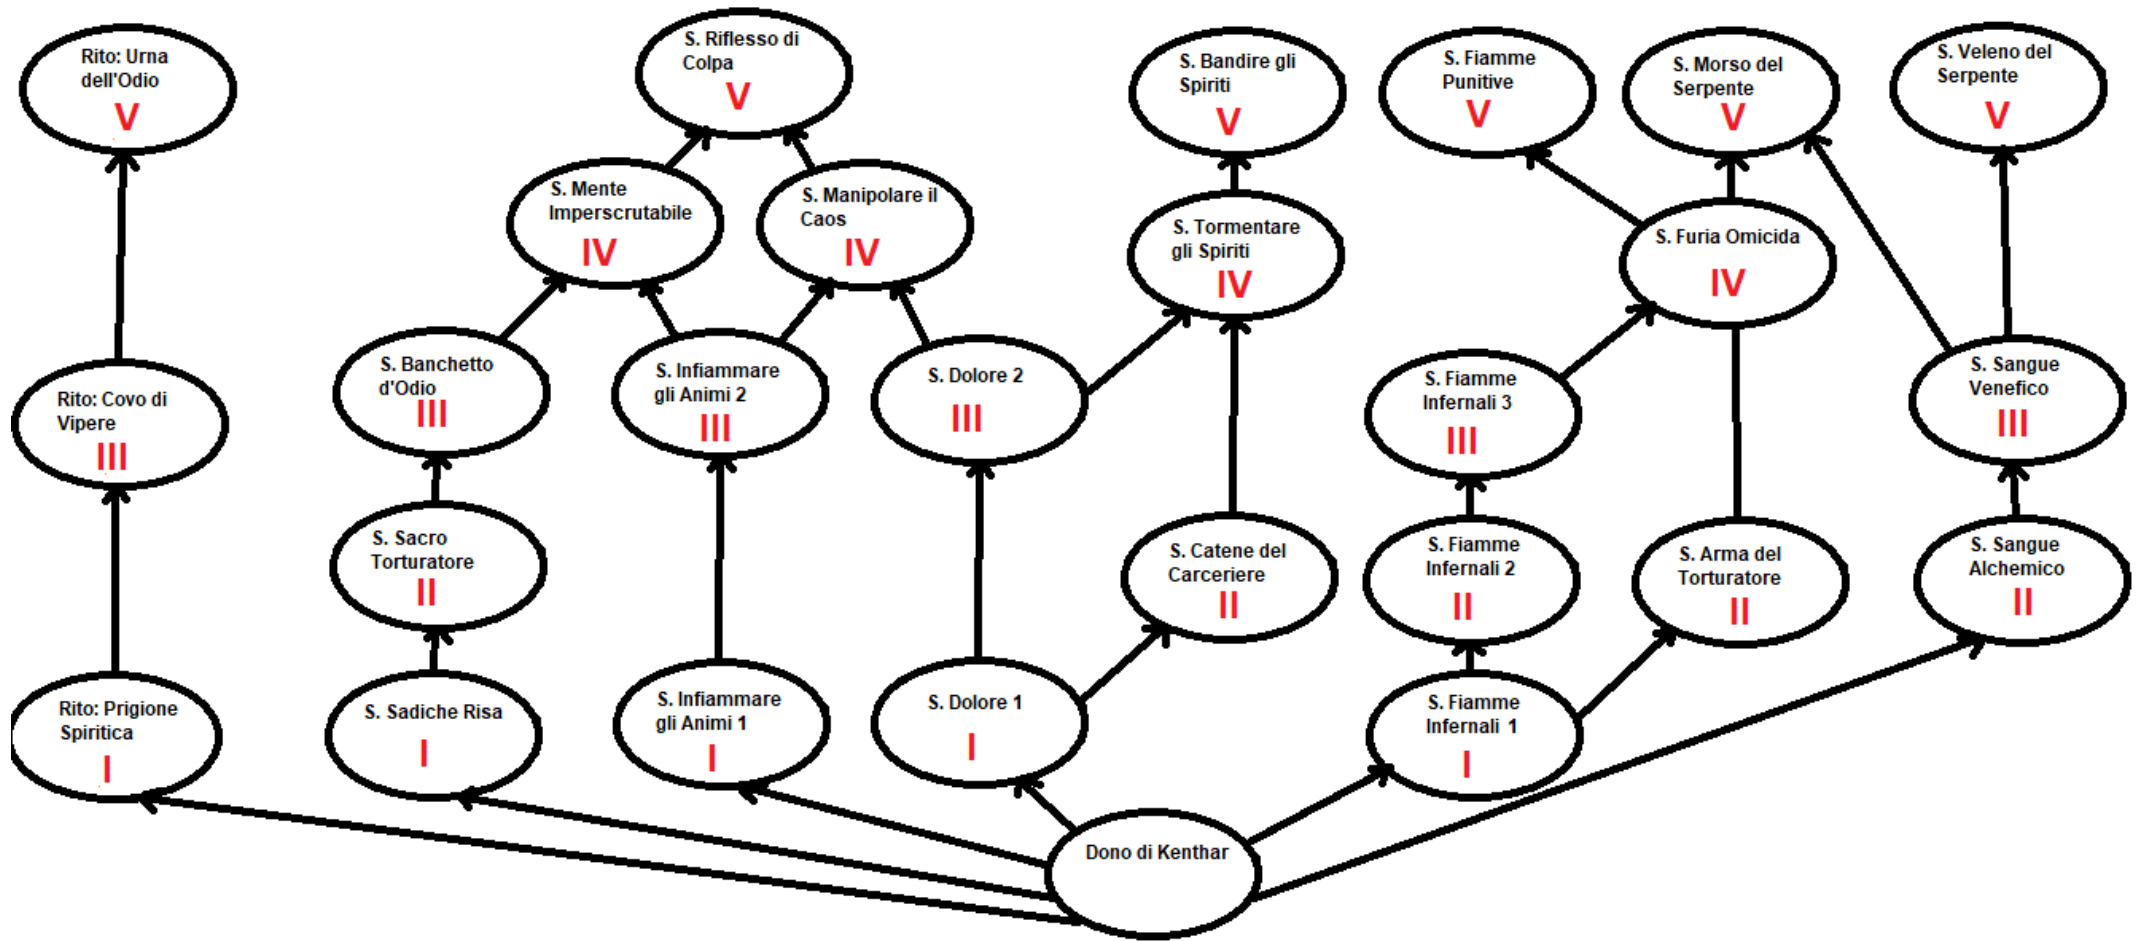 Rito: Urna
dell'Odio
V
S. Riflesso di
Colpa
V
S. Bandire gli
Spiriti
V
S. Fiamme
Punitive
V
S. Morso del
Serpente
V
S. Veleno del
Serpente
V
S. Mente
Imperscrutabile
IV
S. Manipolare il
Caos
IV
S. Tormentare
gli Spiriti
IV
S. Furia Omicida
IV
Rito: Covo di
Vipere
III
S. Banchetto
d'Odio
III
S. Infiammare
gli Animi 2
III
S. Dolore 2
III
S. Fiamme
Infernali 3
III
S. Sangue
Venefico
III
S. Sacro
Torturatore
II
S. Catene del
Carceriere
II
S. Fiamme
Infernali 2
II
S. Arma del
Torturatore
II
S. Sangue
Alchemico
II
Rito: Prigione
Spiritica
I
S. Sadiche Risa
I
S. Infiammare
gli Animi 1
I
S. Dolore 1
I
S. Fiamme
Infernali 1
I
Dono di Kenthar